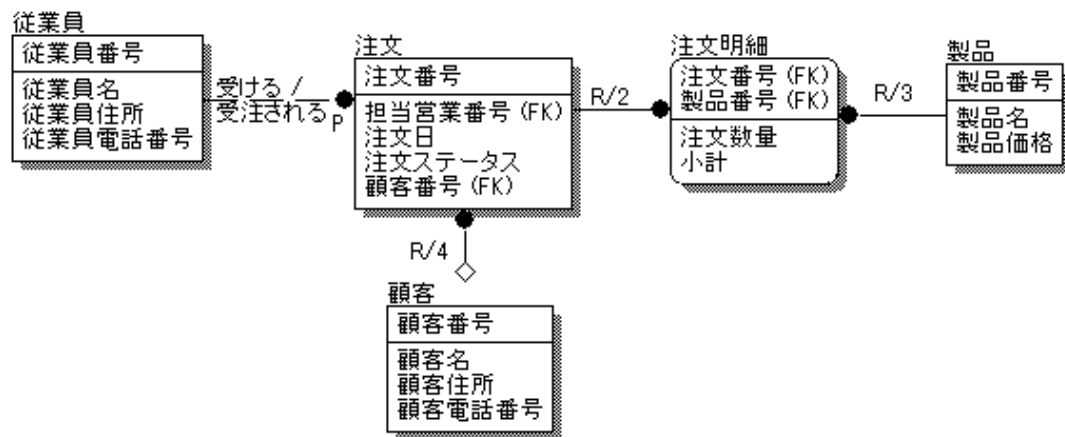 従業員
従業員番号
従業員名
従業員住所
従業員電話番号
受ける /
受注される
P
注文
注文番号
担当営業番号 (FK)
注文日
注文ステータス
顧客番号 (FK)
R/2
注文明細
注文番号 (FK)
製品番号 (FK)
注文数量
小計
R/3
製品
製品番号
製品名
製品価格
R/4
顧客
顧客番号
顧客名
顧客住所
顧客電話番号